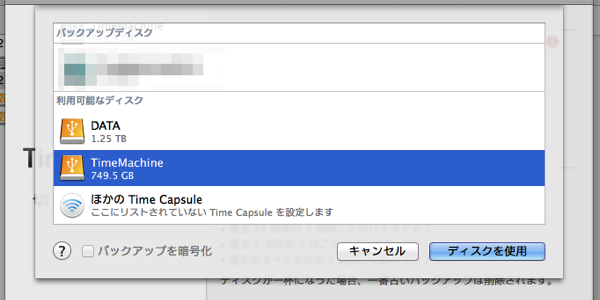 バックアップディスク
利用可能なディスク
DATA
1.25 TB
TimeMachine
749.5 GB
ほかの Time Capsule
ここにリストされていない Time Capsule を設定します
? バックアップを暗号化 キャンセル ディスクを使用
ディスクが一杯になった場合、一番古いバックアップは削除されます。